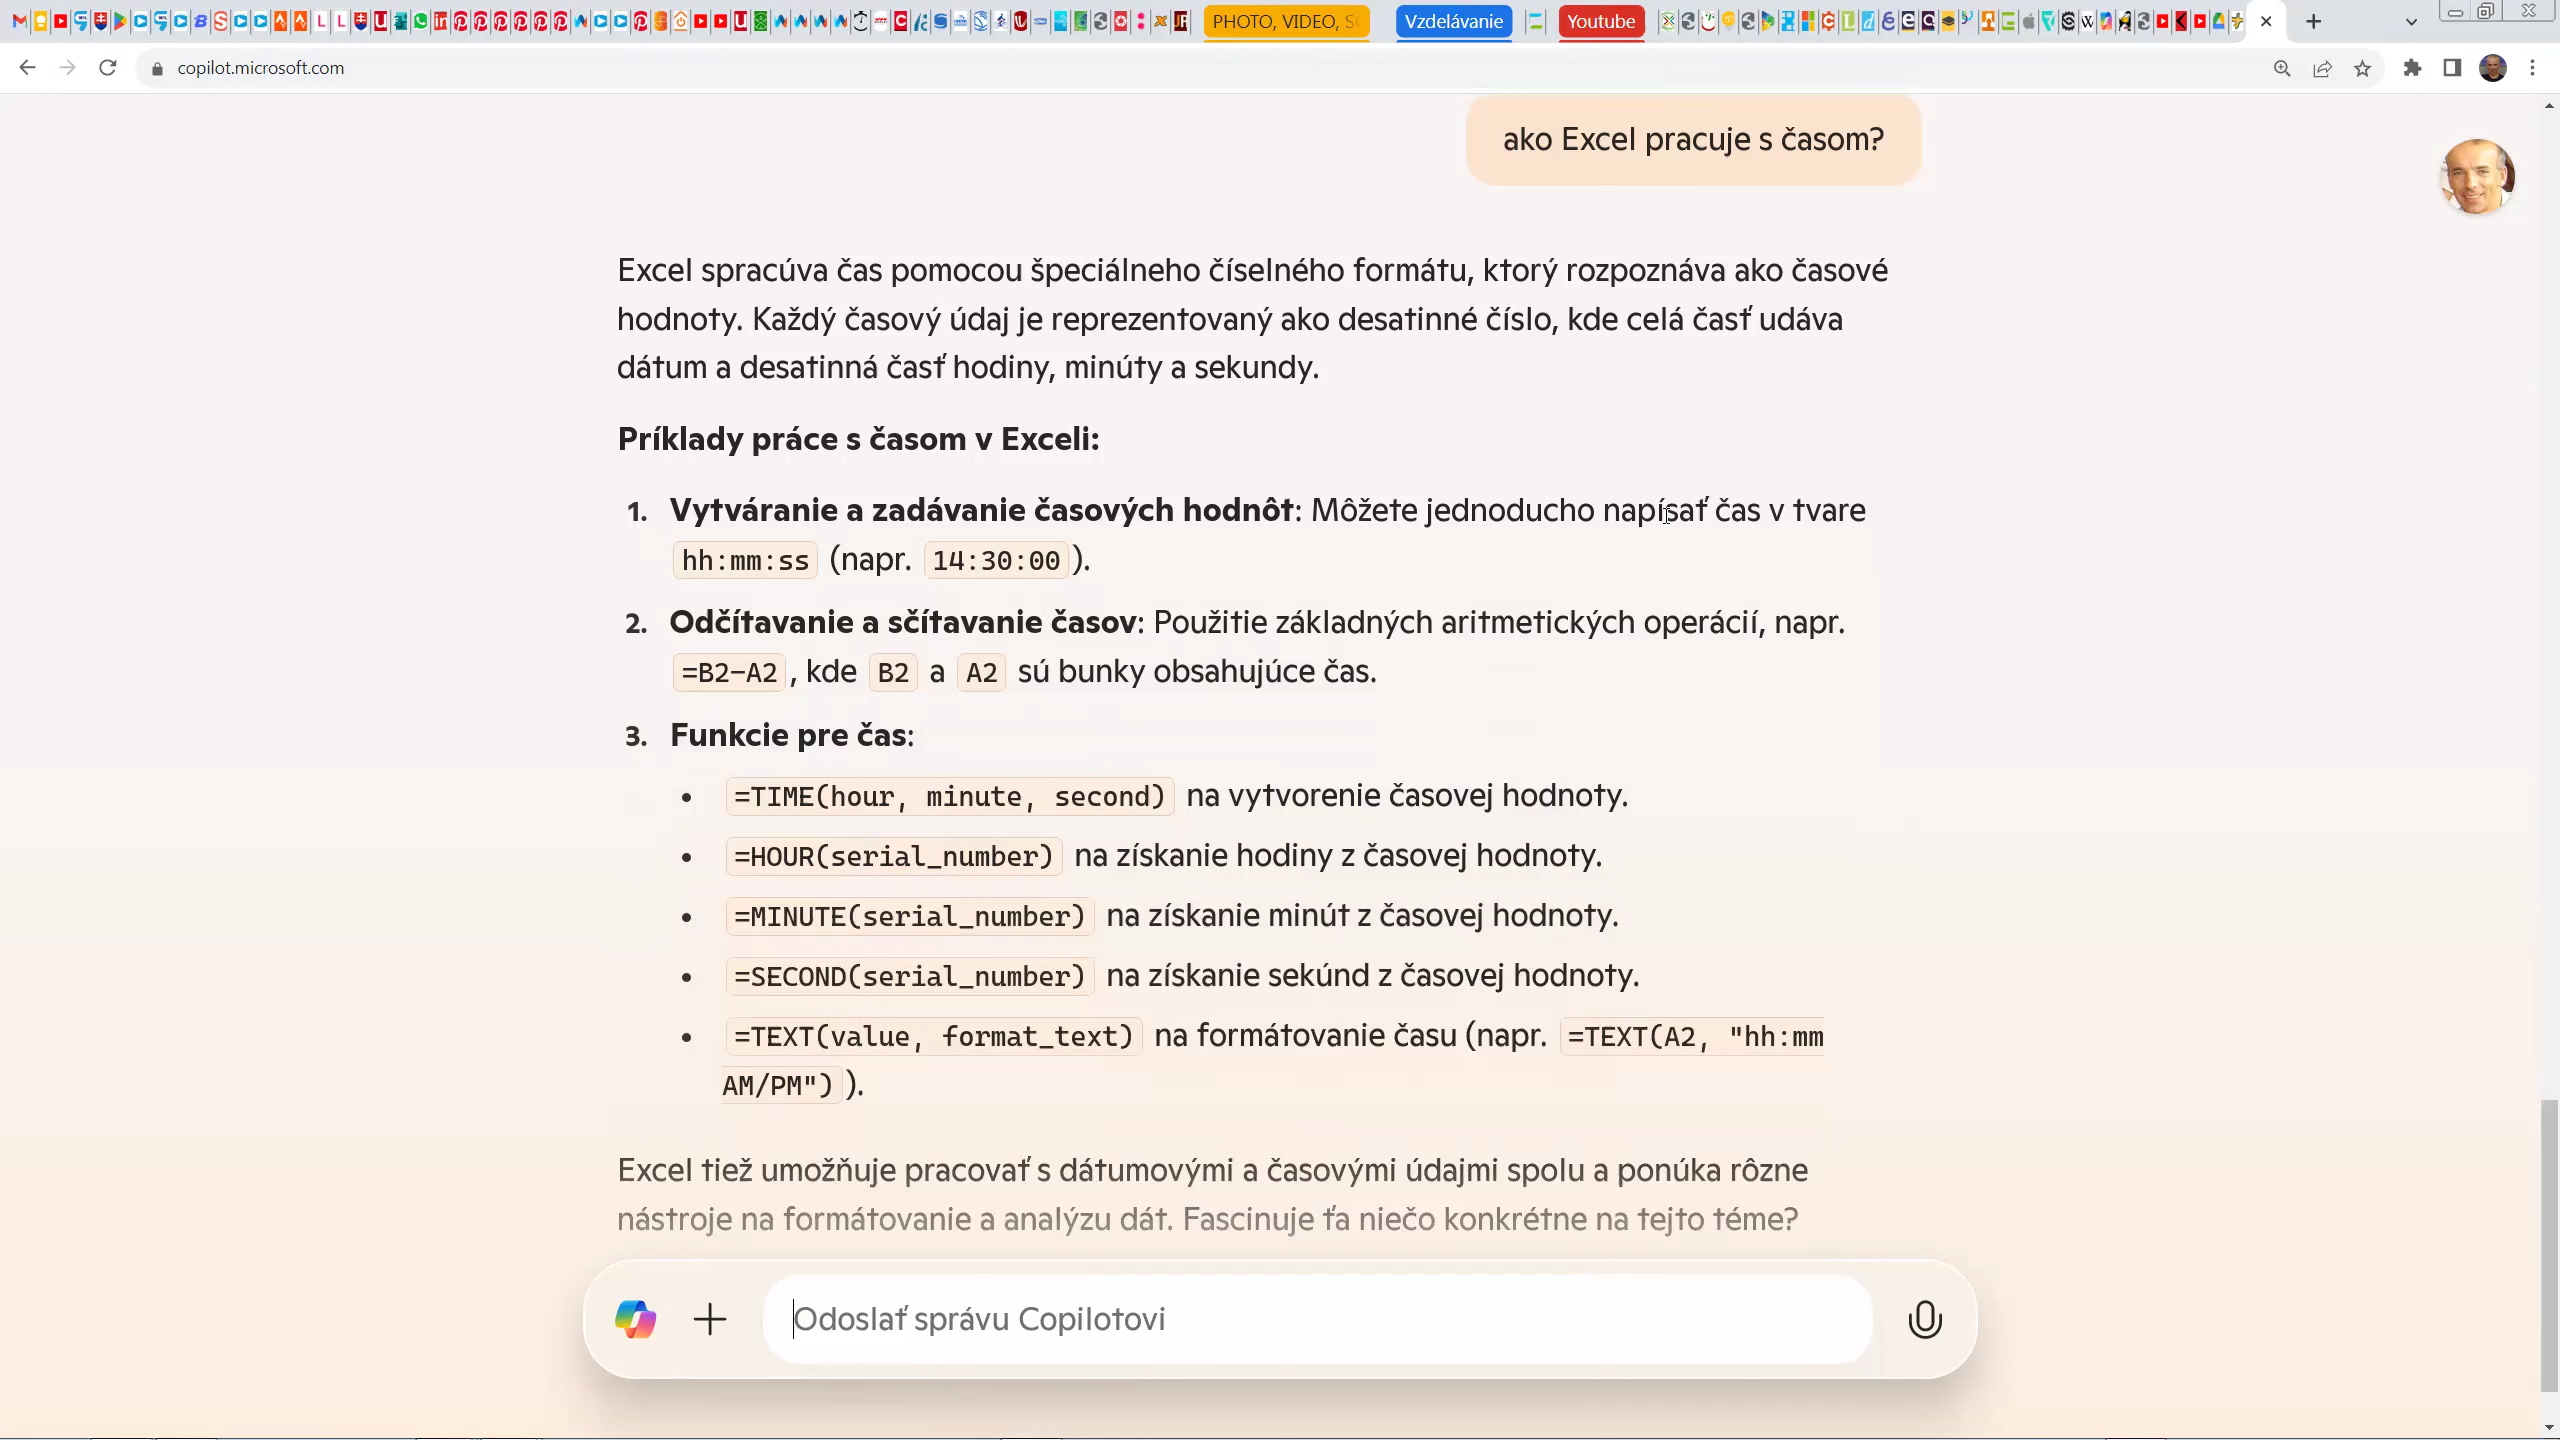 PHOTO, VIDEO, S
Vzdelávanie
Youtube
copilot.microsoft.com
ako Excel pracuje s časom?
Excel spracúva čas pomocou špeciálneho číselného formátu, ktorý rozpoznáva ako časové
hodnoty. Každý časový údaj je reprezentovaný ako desatinné číslo, kde celá časť udáva
dátum a desatinná časť hodiny, minúty a sekundy.
Príklady práce s časom v Exceli:
1. Vytváranie a zadávanie časových hodnôt: Môžete jednoducho napísať čas v tvare
hh:mm:ss (napr. 14:30:00).
2. Odčítavanie a sčítavanie časov: Použitie základných aritmetických operácií, napr.
=B2-A2, kde B2 a A2 sú bunky obsahujúce čas.
3. Funkcie pre čas:
• =TIME(hour, minute, second) na vytvorenie časovej hodnoty.
• =HOUR(serial_number) na získanie hodiny z časovej hodnoty.
• =MINUTE(serial_number) na získanie minút z časovej hodnoty.
• =SECOND(serial_number) na získanie sekúnd z časovej hodnoty.
• =TEXT(value, format_text) na formátovanie času (napr. =TEXT(A2, "hh:mm
AM/PM")).
Excel tiež umožňuje pracovať s dátumovými a časovými údajmi spolu a ponúka rôzne
nástroje na formátovanie a analýzu dát. Fascinuje ťa niečo konkrétne na tejto téme?
Odoslať správu Copilotovi